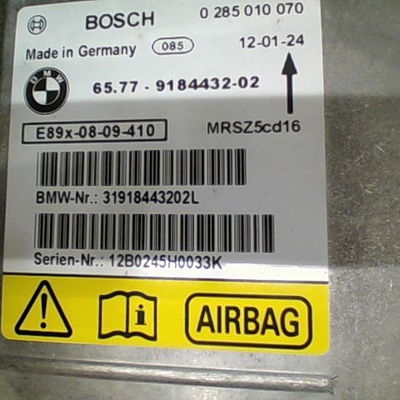 BOSCH 0 285 010 070
Made in Germany 085 12-01-24
BMW 65.77 - 9184432-02
E89x-08-09-410 MRSZ5cd16
BMW-Nr.: 31918443202L
Serien-Nr.: 12B0245H0033K
AIRBAG